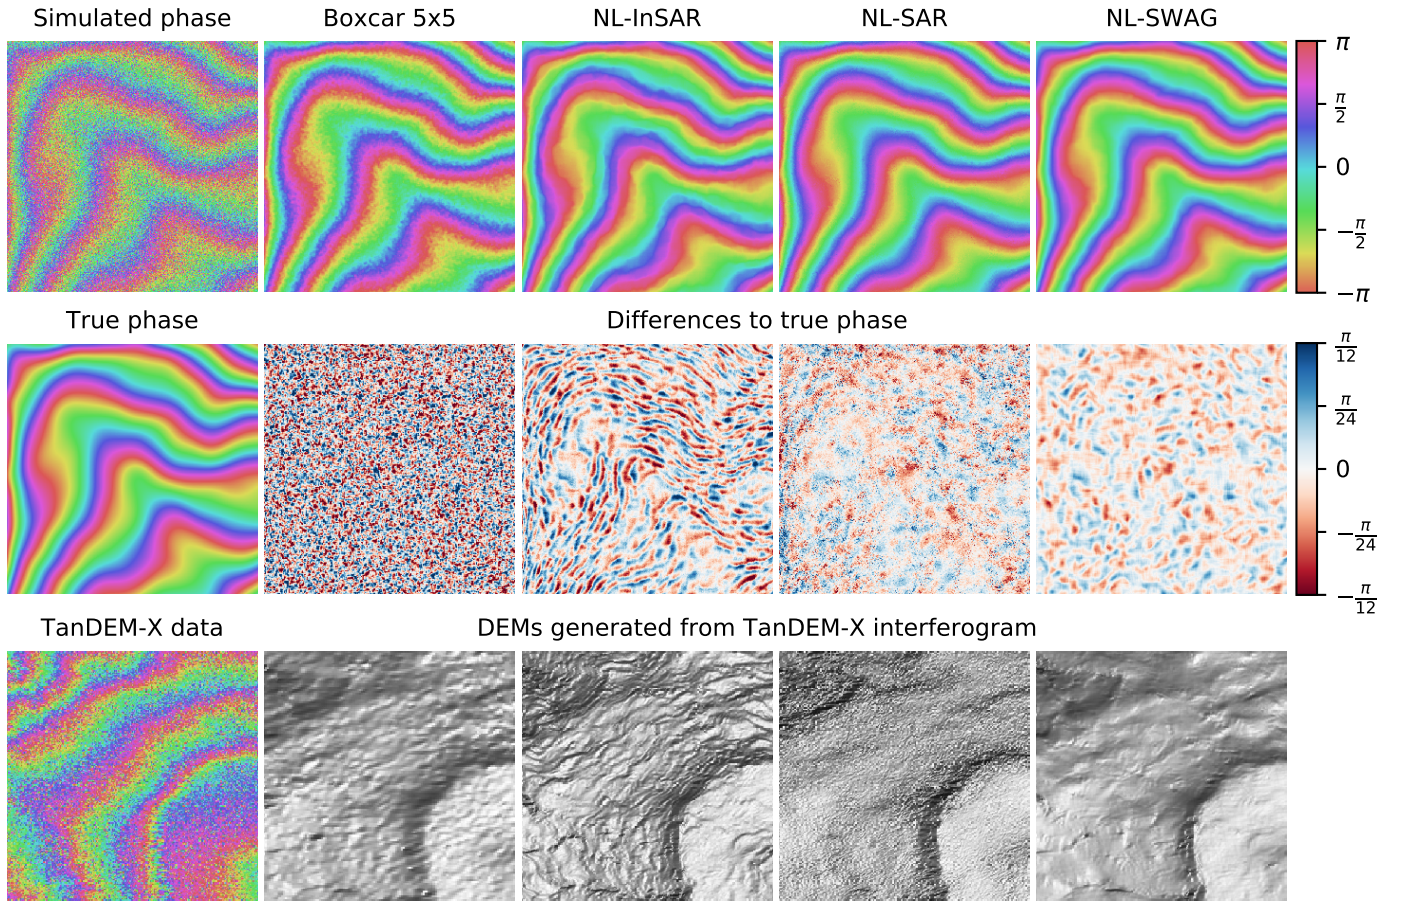 Simulated phase
Boxcar 5x5
NL-InSAR
NL-SAR
NL-SWAG
π
π/2
0
−π/2
−π
True phase
Differences to true phase
π/12
π/24
0
−π/24
−π/12
TanDEM-X data
DEMs generated from TanDEM-X interferogram